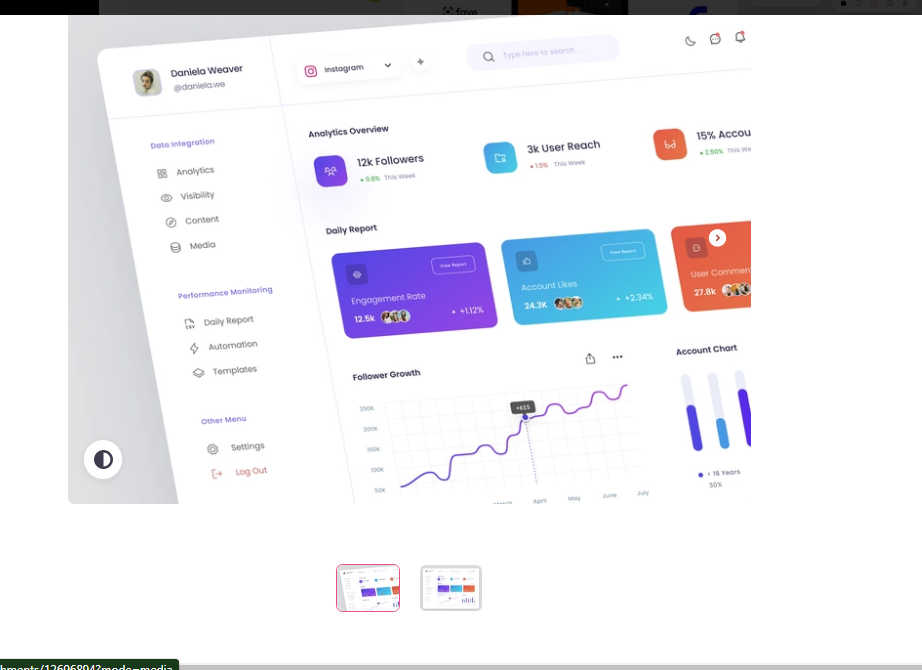 fave
Daniela Weaver
@daniela.we
Instagram
+
Type here to search . . .
Data Integration
Analytics
Visibility
Content
Media
Performance Monitoring
Daily Report
Automation
Templates
Other Menu
Settings
Log Out
Analytics Overview
12k Followers
0.8% This Week
3k User Reach
1.5% This Week
15% Accou
2.50% This We
Daily Report
View Report
Engagement Rate
12.5k
+1.12%
View Report
Account Likes
24.3K
+2.34%
User Commen
27.8k
Follower Growth
250K
200K
150K
100K
50K
+615
March
April
May
June
July
Account Chart
< 18 Years
30%
hments/12696894?mode=media